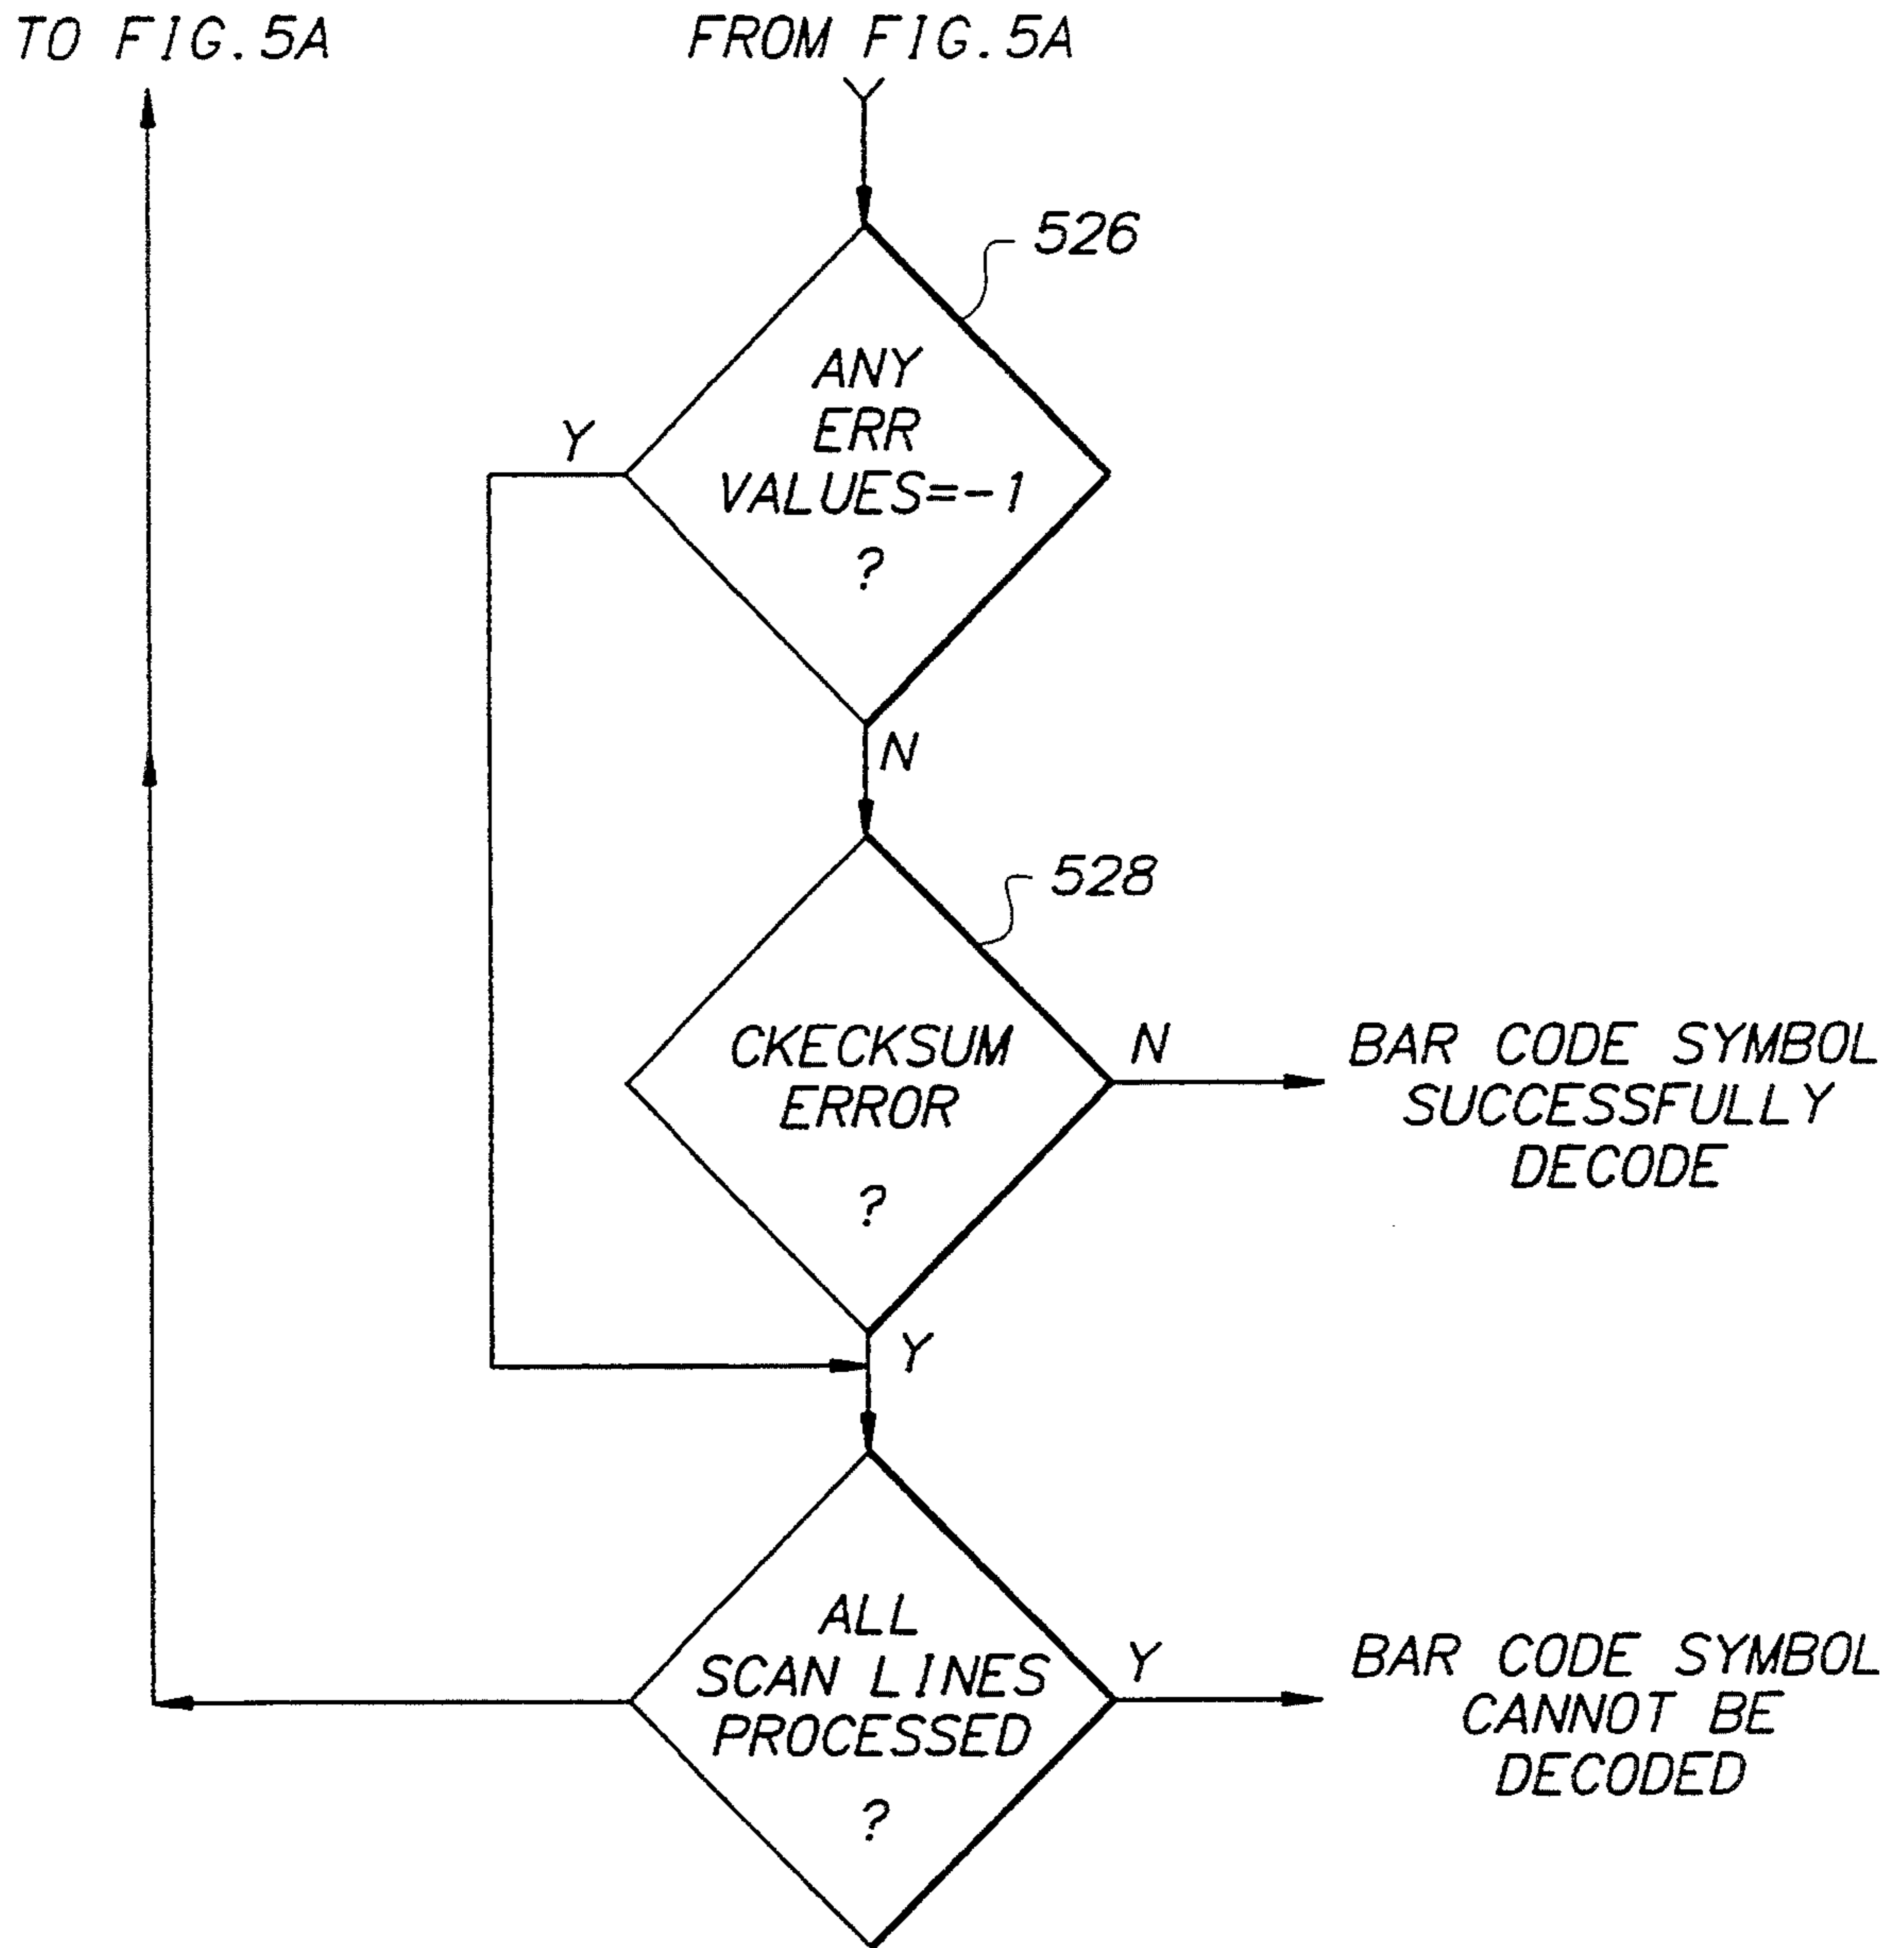 TO FIG.5A
FROM FIG.5A
526
ANY
ERR
VALUES=-1
?
Y
N
528
CKECKSUM
ERROR
?
N
BAR CODE SYMBOL
SUCCESSFULLY
DECODE
Y
ALL
SCAN LINES
PROCESSED
?
Y
BAR CODE SYMBOL
CANNOT BE
DECODED